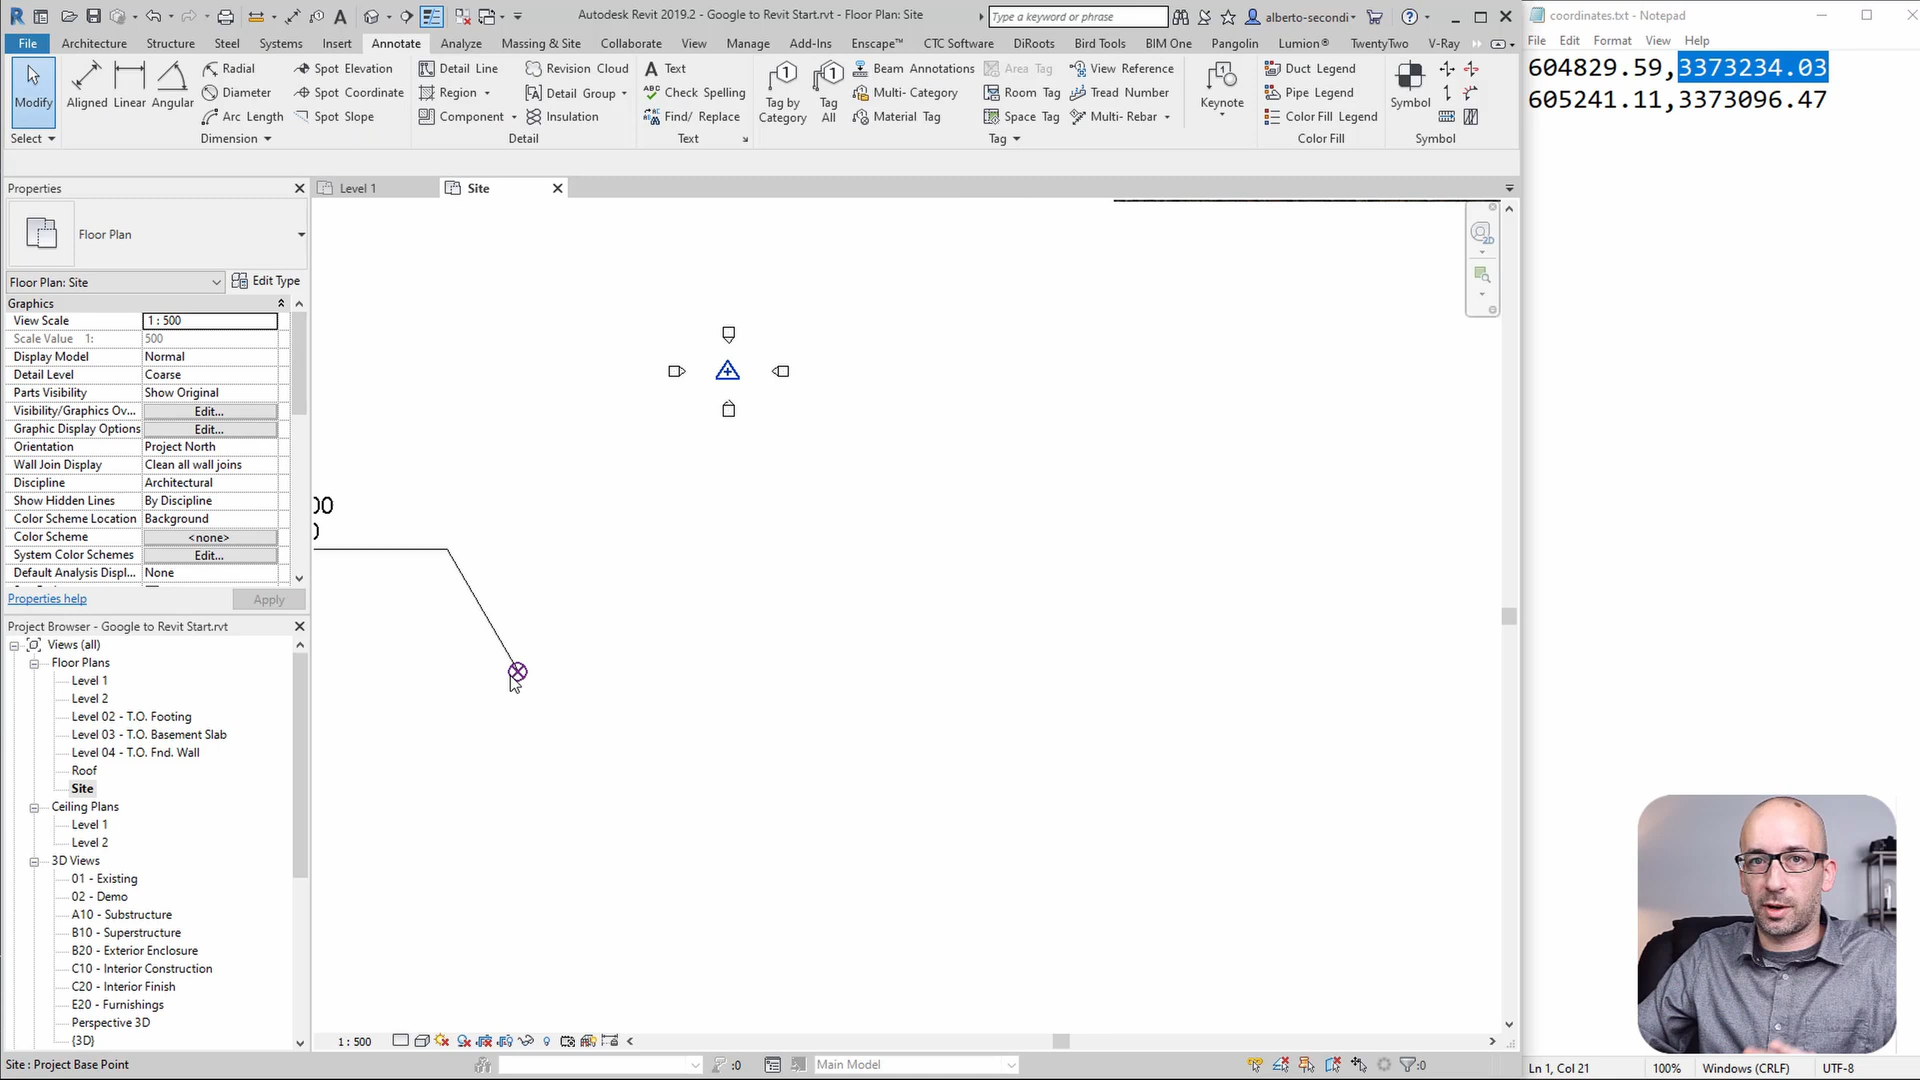 Autodesk Revit 2019.2 - Google to Revit Start.rvt - Floor Plan: Site
Type a keyword or phrase
alberto-secondi
File Architecture Structure Steel Systems Insert Annotate Analyze Massing & Site Collaborate View Manage Add-Ins Enscape™ CTC Software DiRoots Bird Tools BIM One Pangolin Lumion® TwentyTwo V-Ray
Modify
Aligned Linear Angular
Radial
Diameter
Arc Length
Spot Elevation
Spot Coordinate
Spot Slope
Detail Line
Region
Component
Revision Cloud
Detail Group
Insulation
Text
Check Spelling
Find/ Replace
Tag by Category
Tag All
Beam Annotations
Multi- Category
Material Tag
Area Tag
Room Tag
Space Tag
View Reference
Tread Number
Multi- Rebar
Keynote
Duct Legend
Pipe Legend
Color Fill Legend
Symbol
Select Dimension Detail Text Tag Color Fill Symbol
Properties
Level 1
Site
Floor Plan
Floor Plan: Site
Edit Type
Graphics
View Scale 1 : 500
Scale Value 1: 500
Display Model Normal
Detail Level Coarse
Parts Visibility Show Original
Visibility/Graphics Ov... Edit...
Graphic Display Options Edit...
Orientation Project North
Wall Join Display Clean all wall joins
Discipline Architectural
Show Hidden Lines By Discipline
Color Scheme Location Background
Color Scheme <none>
System Color Schemes Edit...
Default Analysis Displ... None
Properties help
Apply
Project Browser - Google to Revit Start.rvt
Views (all)
Floor Plans
Level 1
Level 2
Level 02 - T.O. Footing
Level 03 - T.O. Basement Slab
Level 04 - T.O. Fnd. Wall
Roof
Site
Ceiling Plans
Level 1
Level 2
3D Views
01 - Existing
02 - Demo
A10 - Substructure
B10 - Superstructure
B20 - Exterior Enclosure
C10 - Interior Construction
C20 - Interior Finish
E20 - Furnishings
Perspective 3D
{3D}
1 : 500
Site : Project Base Point
:0
Main Model
:0
coordinates.txt - Notepad
File Edit Format View Help
604829.59,3373234.03
605241.11,3373096.47
Ln 1, Col 21 100% Windows (CRLF) UTF-8